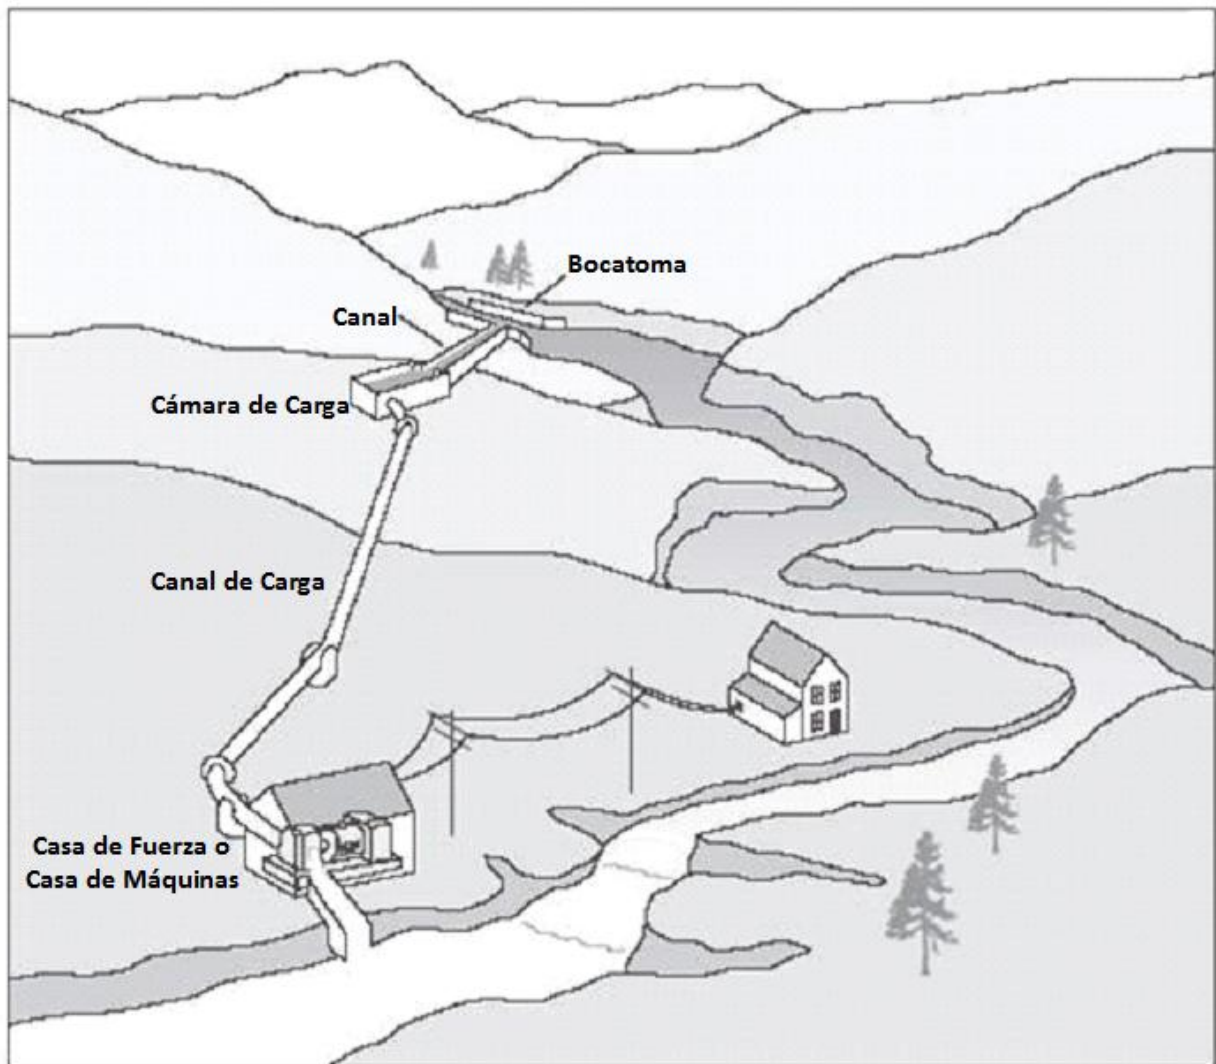 Bocatoma
Canal
Cámara de Carga
Canal de Carga
Casa de Fuerza o
Casa de Máquinas